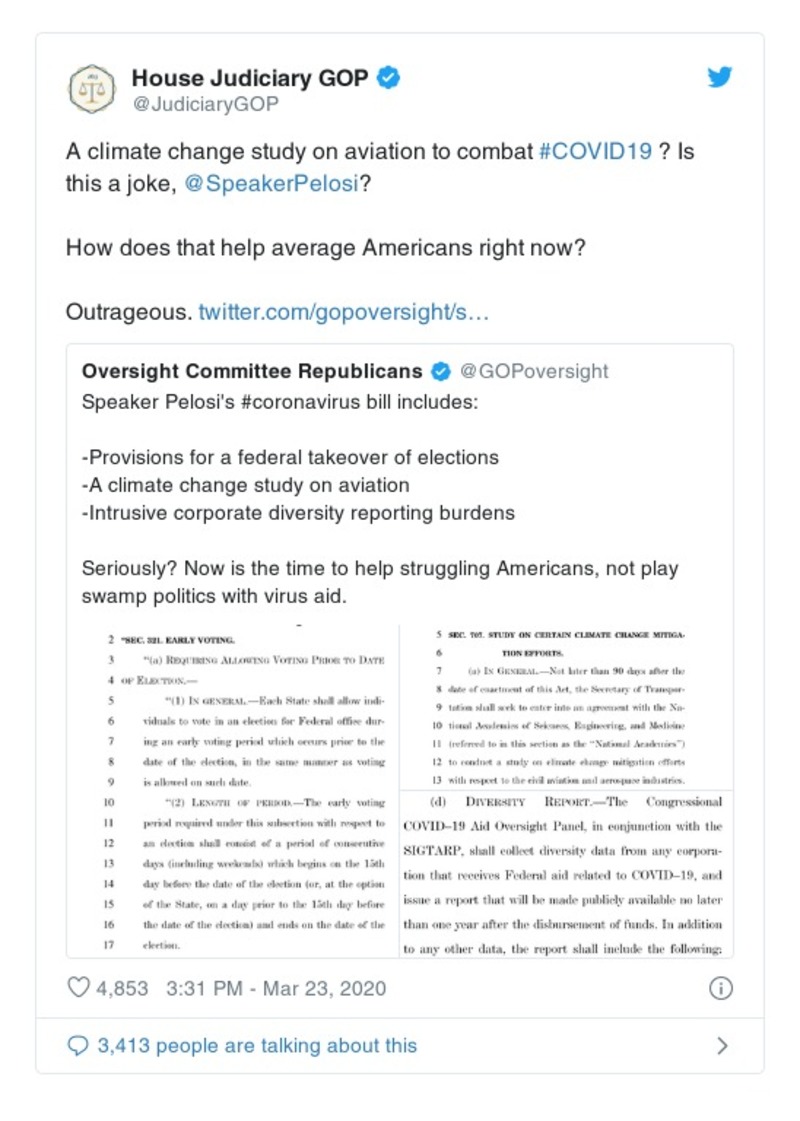 House Judiciary GOP
@JudiciaryGOP
A climate change study on aviation to combat #COVID19 ? Is
this a joke, @SpeakerPelosi?
How does that help average Americans right now?
Outrageous. twitter.com/gopoversight/s…
Oversight Committee Republicans @GOPoversight
Speaker Pelosi's #coronavirus bill includes:
-Provisions for a federal takeover of elections
-A climate change study on aviation
-Intrusive corporate diversity reporting burdens
Seriously? Now is the time to help struggling Americans, not play
swamp politics with virus aid.
2 "SEC. 321. EARLY VOTING.
3 "(a) REQUIRING ALLOWING VOTING PRIOR TO DATE
4 OF ELECTION.—
5 "(1) IN GENERAL.—Each State shall allow indi-
6 viduals to vote in an election for Federal office dur-
7 ing an early voting period which occurs prior to the
8 date of the election, in the same manner as voting
9 is allowed on such date.
10 "(2) LENGTH OF PERIOD.—The early voting
11 period required under this subsection with respect to
12 an election shall consist of a period of consecutive
13 days (including weekends) which begins on the 15th
14 day before the date of the election (or, at the option
15 of the State, on a day prior to the 15th day before
16 the date of the election) and ends on the date of the
17 election.
5 SEC. 707. STUDY ON CERTAIN CLIMATE CHANGE MITIGA-
6 TION EFFORTS.
7 (a) IN GENERAL.—Not later than 90 days after the
8 date of enactment of this Act, the Secretary of Transpor-
9 tation shall seek to enter into an agreement with the Na-
10 tional Academies of Sciences, Engineering, and Medicine
11 (referred to in this section as the "National Academies")
12 to conduct a study on climate change mitigation efforts
13 with respect to the civil aviation and aerospace industries.
(d) DIVERSITY REPORT.—The Congressional
COVID–19 Aid Oversight Panel, in conjunction with the
SIGTARP, shall collect diversity data from any corpora-
tion that receives Federal aid related to COVID–19, and
issue a report that will be made publicly available no later
than one year after the disbursement of funds. In addition
to any other data, the report shall include the following:
4,853 3:31 PM - Mar 23, 2020
3,413 people are talking about this